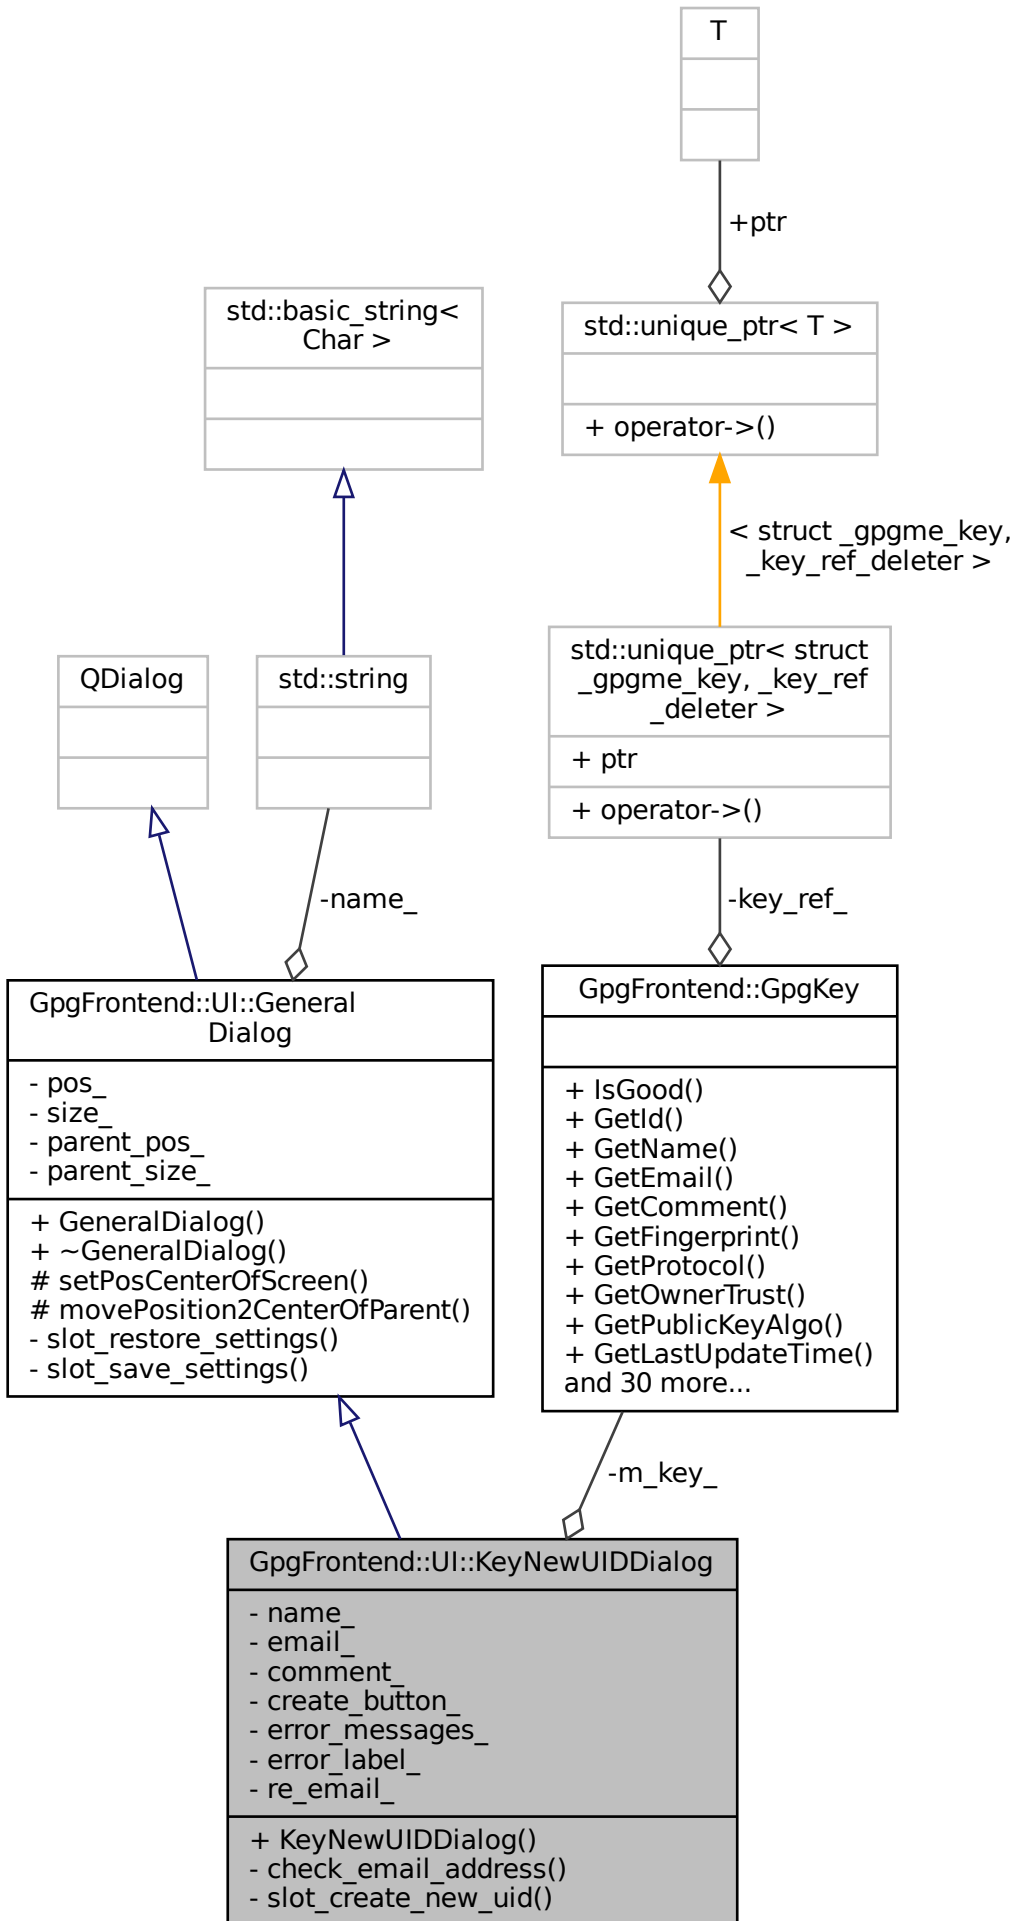 T
+ptr
std::basic_string<
Char >
std::unique_ptr< T >
+ operator->()
< struct _gpgme_key,
_key_ref_deleter >
QDialog
std::string
std::unique_ptr< struct
_gpgme_key, _key_ref
_deleter >
+ ptr
+ operator->()
-name_
-key_ref_
GpgFrontend::UI::General
Dialog
- pos_
- size_
- parent_pos_
- parent_size_
+ GeneralDialog()
+ ~GeneralDialog()
# setPosCenterOfScreen()
# movePosition2CenterOfParent()
- slot_restore_settings()
- slot_save_settings()
GpgFrontend::GpgKey
+ IsGood()
+ GetId()
+ GetName()
+ GetEmail()
+ GetComment()
+ GetFingerprint()
+ GetProtocol()
+ GetOwnerTrust()
+ GetPublicKeyAlgo()
+ GetLastUpdateTime()
and 30 more...
-m_key_
GpgFrontend::UI::KeyNewUIDDialog
- name_
- email_
- comment_
- create_button_
- error_messages_
- error_label_
- re_email_
+ KeyNewUIDDialog()
- check_email_address()
- slot_create_new_uid()